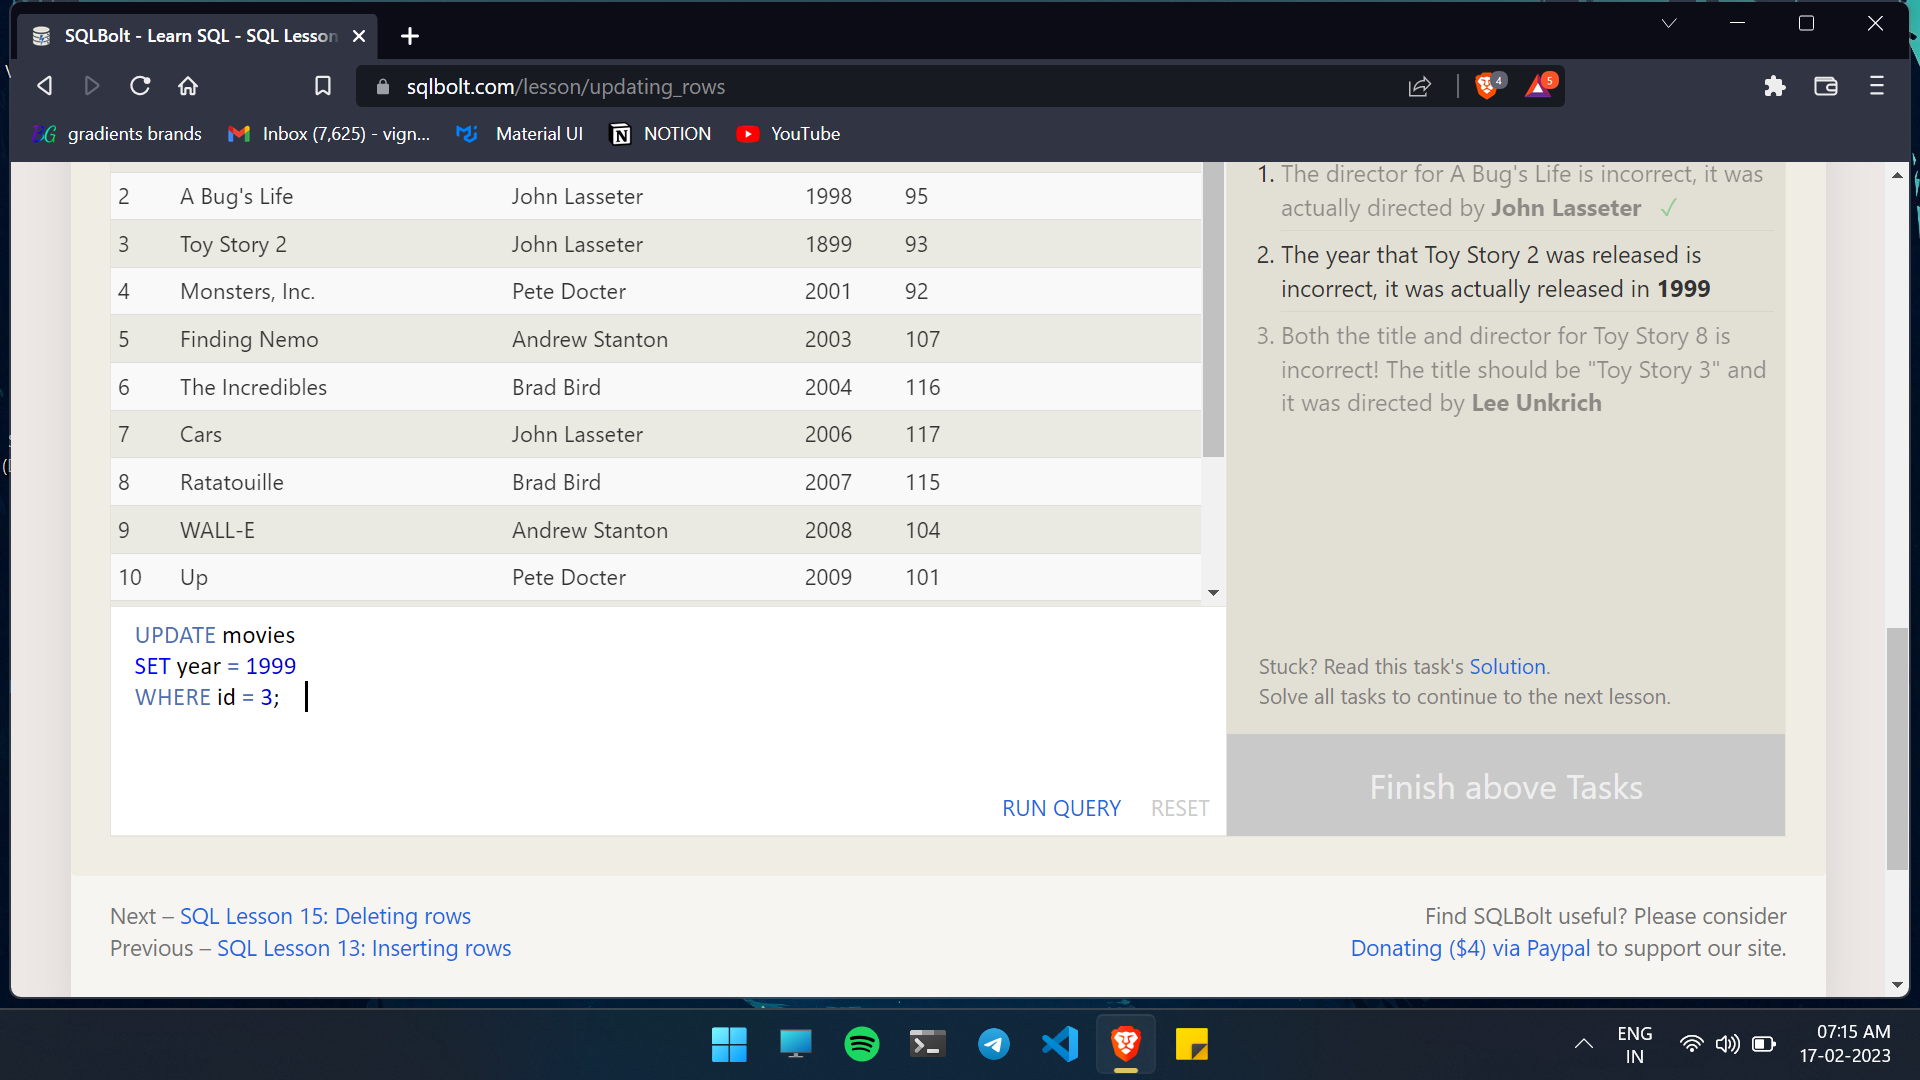 SQLBolt - Learn SQL - SQL Lesson
sqlbolt.com/lesson/updating_rows
4
5
BG gradients brands
Inbox (7,625) - vign...
Material UI
NOTION
YouTube
2 A Bug's Life John Lasseter 1998 95
3 Toy Story 2 John Lasseter 1899 93
4 Monsters, Inc. Pete Docter 2001 92
5 Finding Nemo Andrew Stanton 2003 107
6 The Incredibles Brad Bird 2004 116
7 Cars John Lasseter 2006 117
8 Ratatouille Brad Bird 2007 115
9 WALL-E Andrew Stanton 2008 104
10 Up Pete Docter 2009 101
UPDATE movies
SET year = 1999
WHERE id = 3;
RUN QUERY RESET
1. The director for A Bug's Life is incorrect, it was
actually directed by John Lasseter ✓
2. The year that Toy Story 2 was released is
incorrect, it was actually released in 1999
3. Both the title and director for Toy Story 8 is
incorrect! The title should be "Toy Story 3" and
it was directed by Lee Unkrich
Stuck? Read this task's Solution.
Solve all tasks to continue to the next lesson.
Finish above Tasks
Next – SQL Lesson 15: Deleting rows
Previous – SQL Lesson 13: Inserting rows
Find SQLBolt useful? Please consider
Donating ($4) via Paypal to support our site.
ENG
IN
07:15 AM
17-02-2023